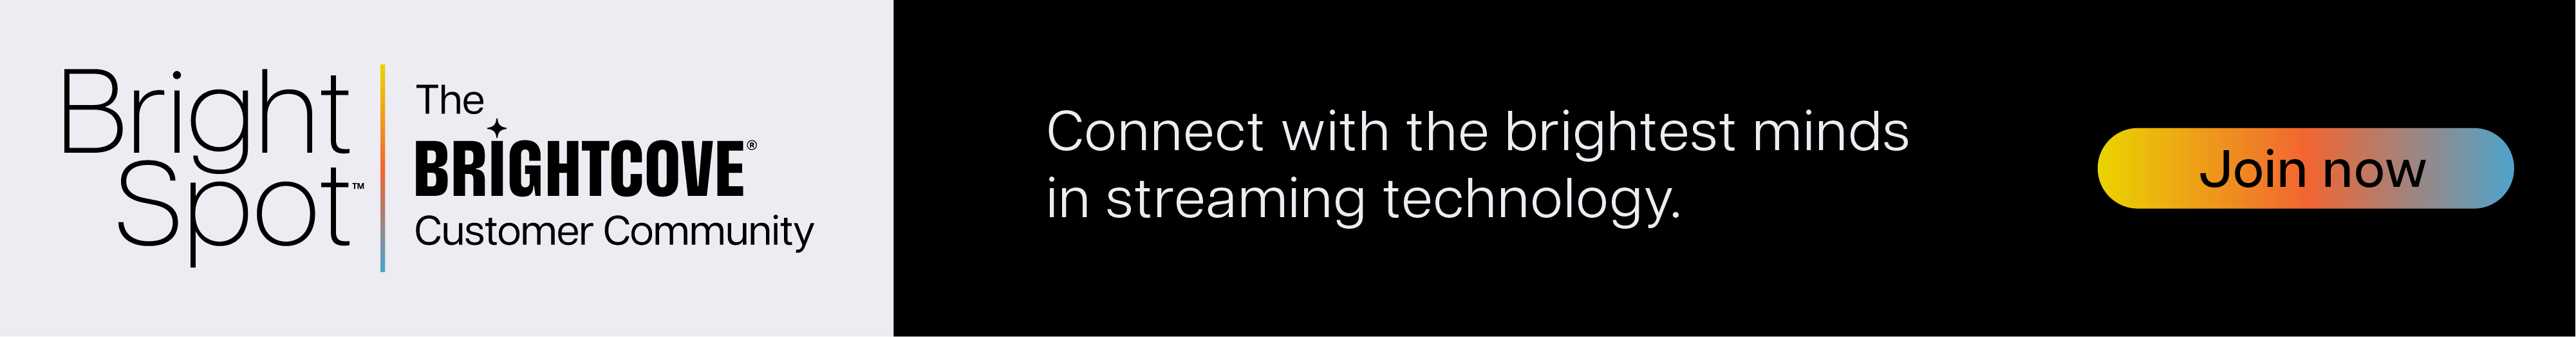 Bright
Spot™
The
BRIGHTCOVE®
Customer Community
Connect with the brightest minds
in streaming technology.
Join now